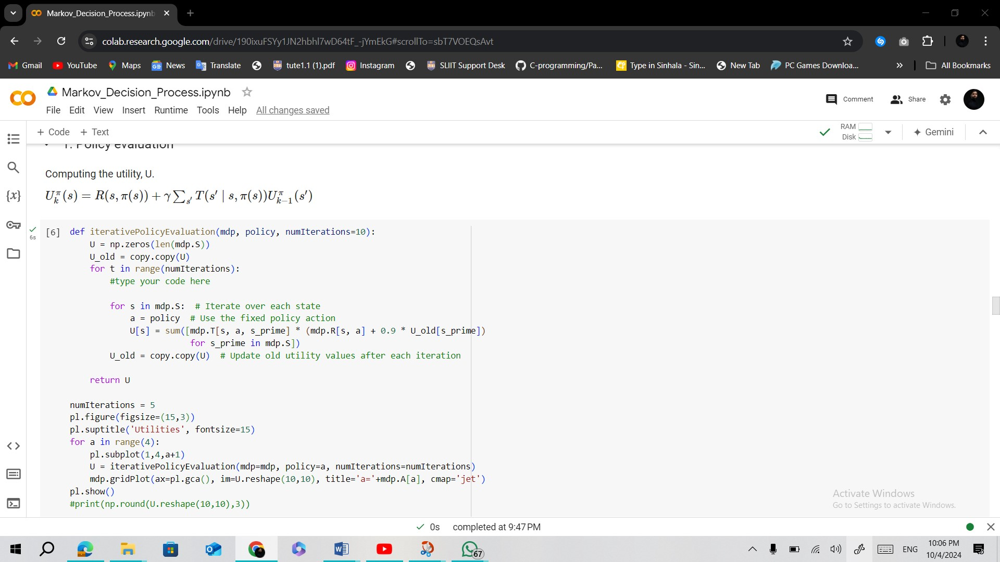 Markov_Decision_Process.ipynb
colab.research.google.com/drive/190ixuFSYy1JN2hbhl7wD64tF_-jYmEkG#scrollTo=sbT7VOEQsAvt
Gmail YouTube Maps News Translate tute1.1 (1).pdf Instagram SLIIT Support Desk C-programming/Pa... Type in Sinhala - Sin... New Tab PC Games Downloa... » All Bookmarks
Markov_Decision_Process.ipynb
Comment Share
File Edit View Insert Runtime Tools Help All changes saved
+ Code + Text
RAM
Disk
Gemini
1. Policy evaluation
Computing the utility, U.
U_k^π(s) = R(s, π(s)) + γ∑_{s′} T(s′ | s, π(s))U_{k−1}^π(s′)
{x}
6s
[6] def iterativePolicyEvaluation(mdp, policy, numIterations=10):
U = np.zeros(len(mdp.S))
U_old = copy.copy(U)
for t in range(numIterations):
#type your code here
for s in mdp.S:  # Iterate over each state
a = policy  # Use the fixed policy action
U[s] = sum([mdp.T[s, a, s_prime] * (mdp.R[s, a] + 0.9 * U_old[s_prime])
for s_prime in mdp.S])
U_old = copy.copy(U)  # Update old utility values after each iteration
return U
numIterations = 5
pl.figure(figsize=(15,3))
pl.suptitle('Utilities', fontsize=15)
for a in range(4):
pl.subplot(1,4,a+1)
U = iterativePolicyEvaluation(mdp=mdp, policy=a, numIterations=numIterations)
mdp.gridPlot(ax=pl.gca(), im=U.reshape(10,10), title='a='+mdp.A[a], cmap='jet')
pl.show()
#print(np.round(U.reshape(10,10),3))
Activate Windows
Go to Settings to activate Windows.
0s completed at 9:47 PM
67
ENG
10:06 PM
10/4/2024